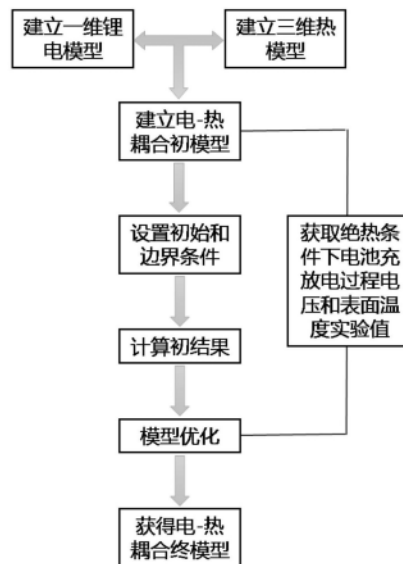 建立一维锂
电模型
建立三维热
模型
建立电-热
耦合初模型
设置初始和
边界条件
获取绝热条
件下电池充
放电过程电
压和表面温
度实验值
计算初结果
模型优化
获得电-热
耦合终模型